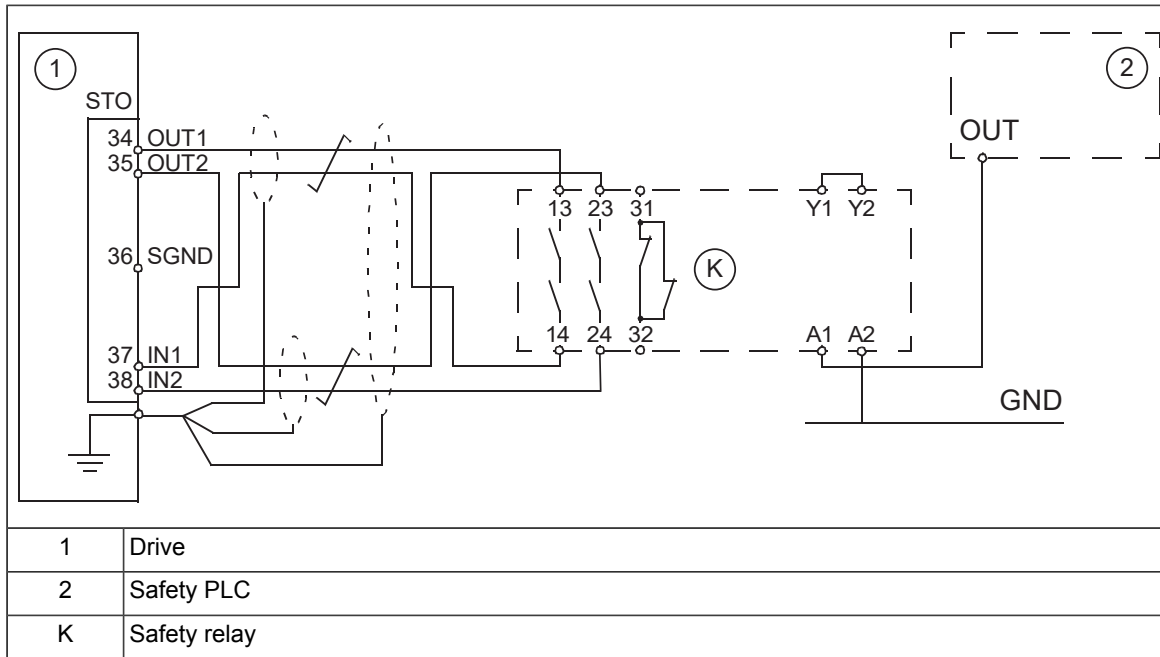 1
2
STO
34 OUT1
35 OUT2
OUT
13 23 31
Y1 Y2
36 SGND
K
14 24 32
A1 A2
37 IN1
38 IN2
GND
1 Drive
2 Safety PLC
K Safety relay